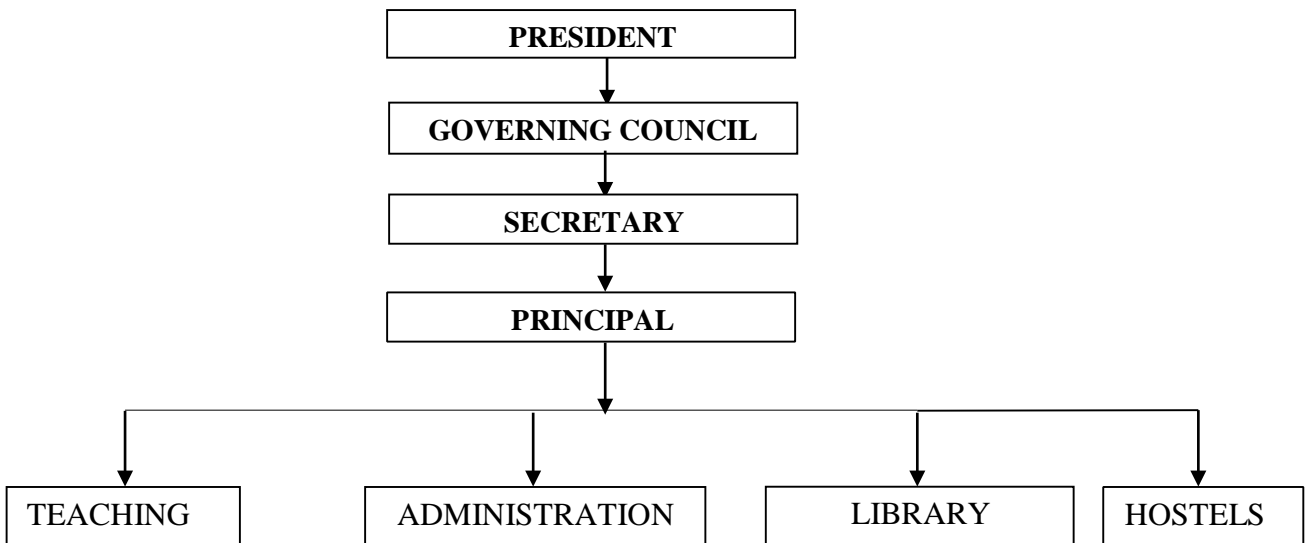 PRESIDENT
GOVERNING COUNCIL
SECRETARY
PRINCIPAL
TEACHING
ADMINISTRATION
LIBRARY
HOSTELS